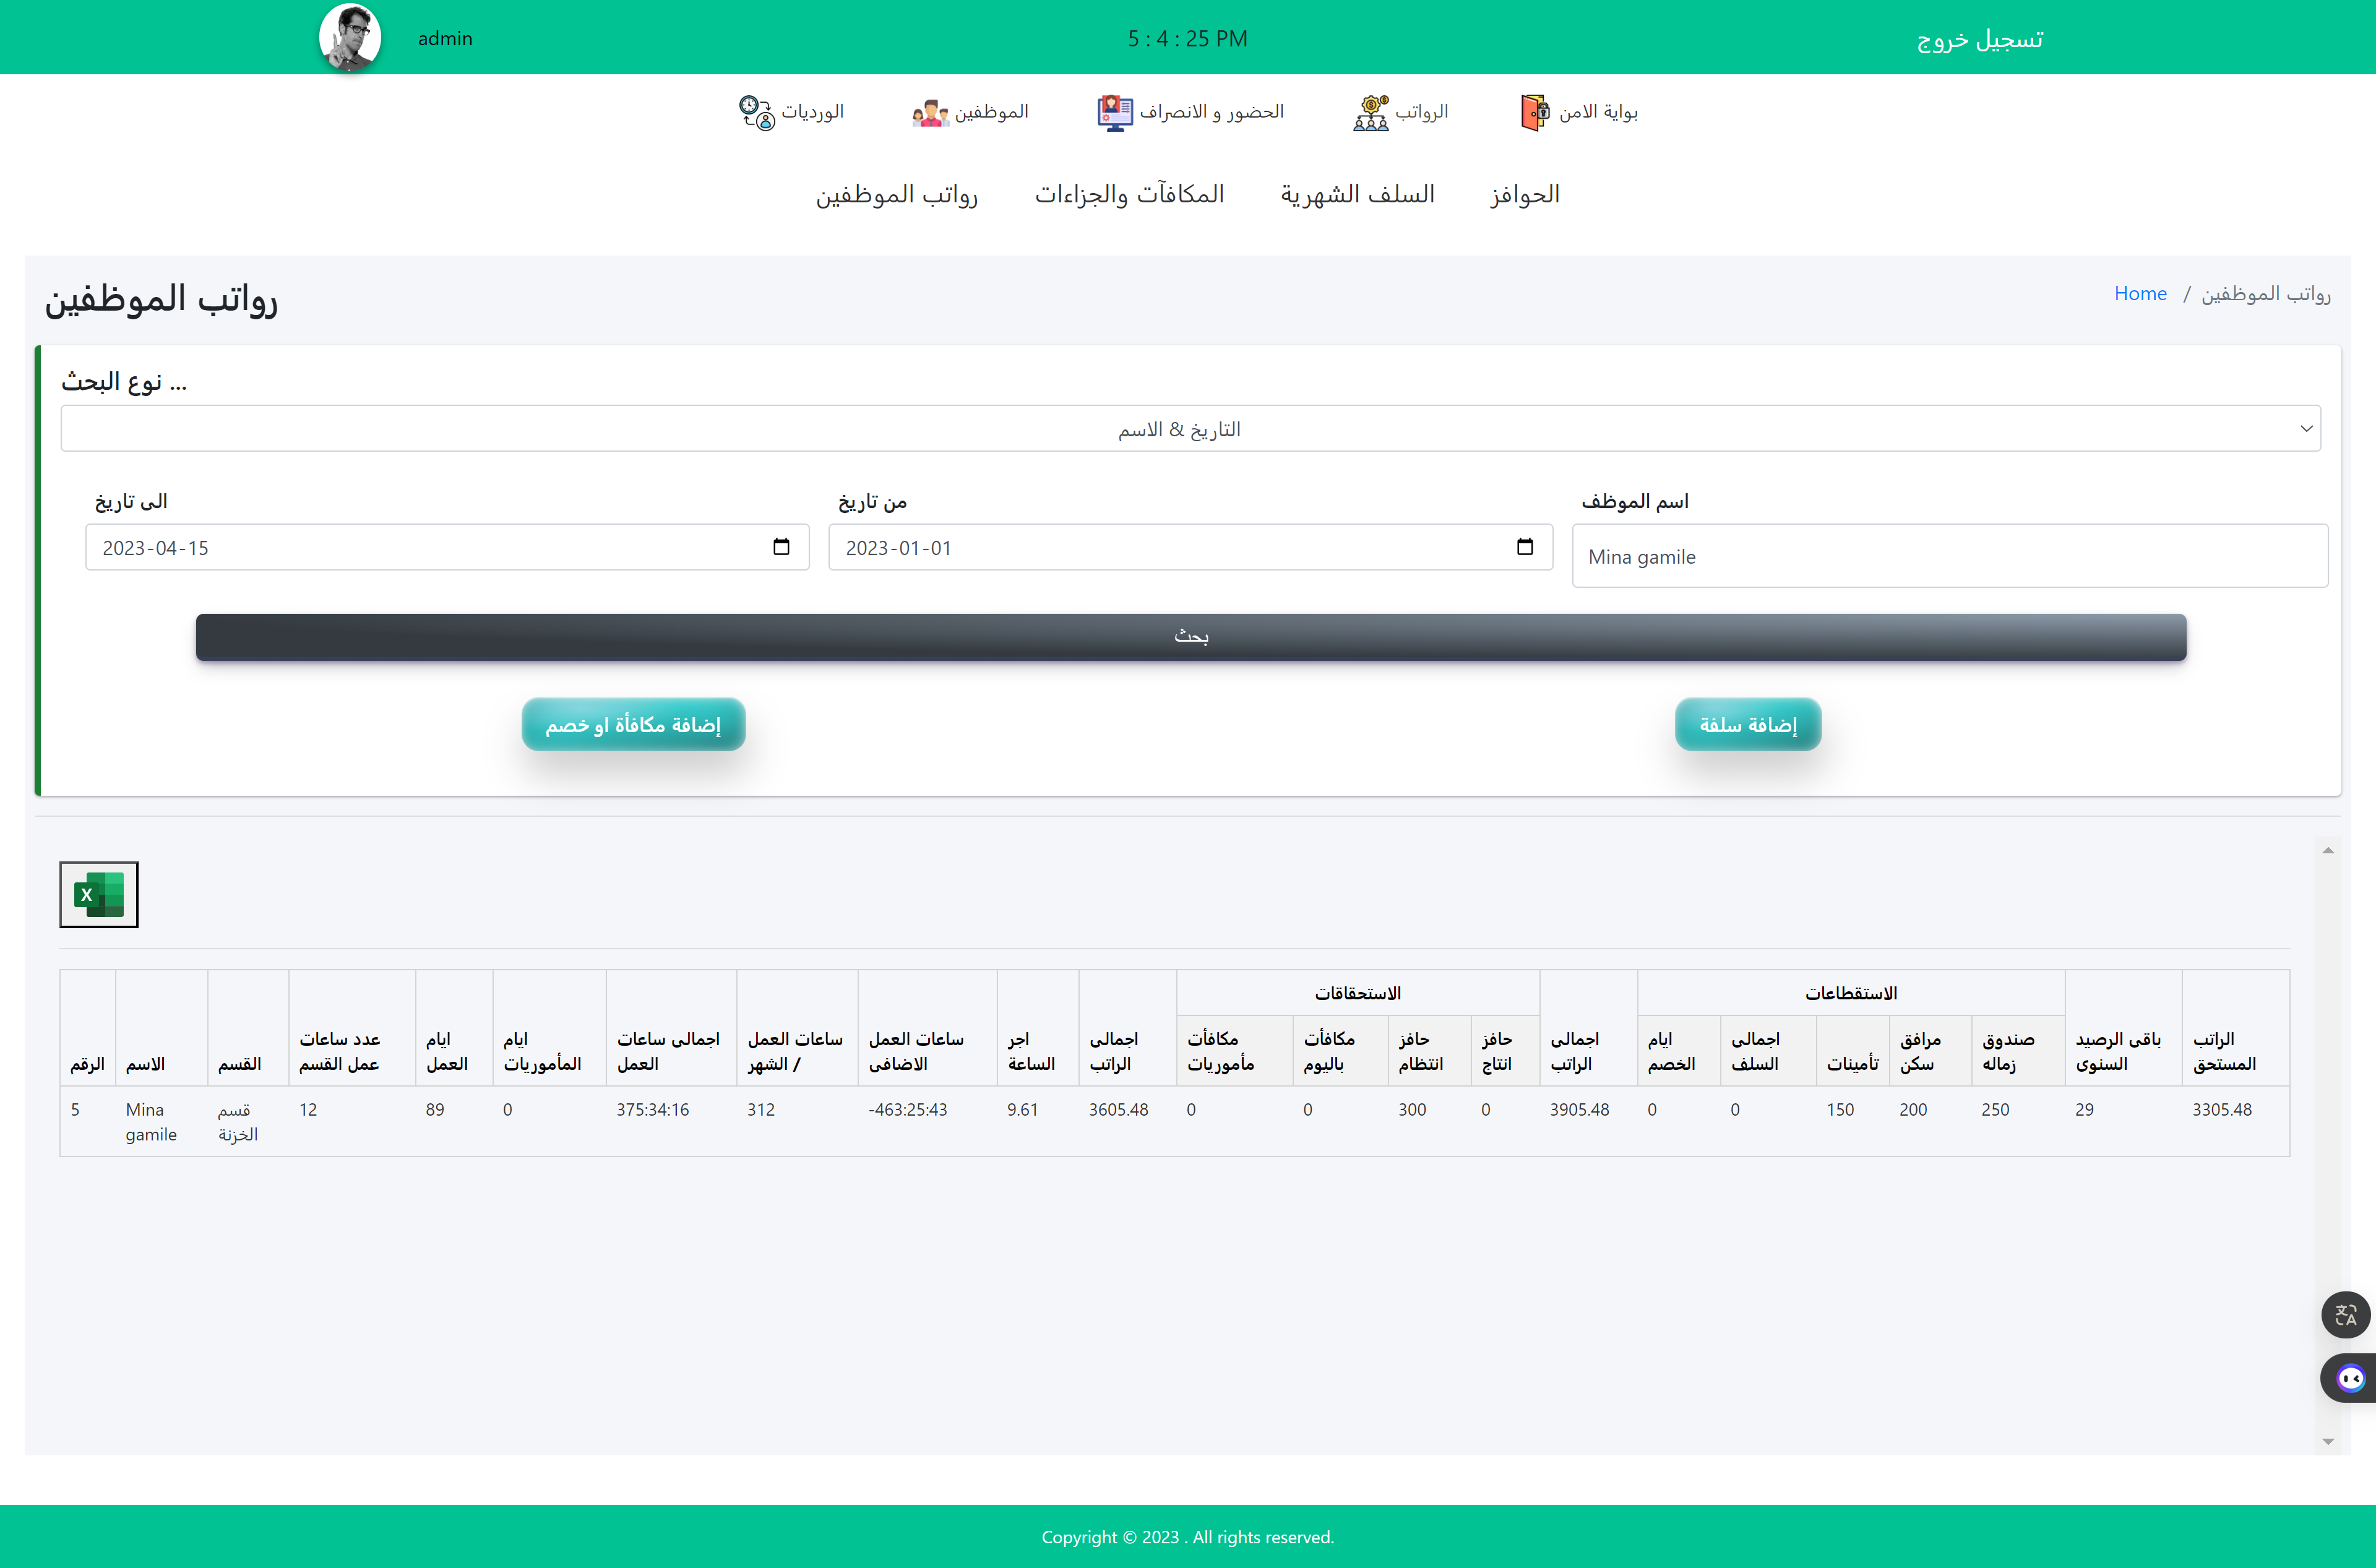 admin
5 : 4 : 25 PM
تسجيل خروج
الورديات
الموظفين
الحضور و الانصراف
الرواتب
بوابة الامن
رواتب الموظفين
المكافآت والجزاءات
السلف الشهرية
الحوافز
رواتب الموظفين
Home / رواتب الموظفين
نوع البحث ...
التاريخ & الاسم
الى تاريخ
من تاريخ
اسم الموظف
2023-04-15
2023-01-01
Mina gamile
بحث
إضافة مكافأة او خصم
إضافة سلفة
X
الرقم
الاسم
القسم
عدد ساعات
عمل القسم
ايام
العمل
ايام
المأموريات
اجمالى ساعات
العمل
ساعات العمل
/ الشهر
ساعات العمل
الاضافى
اجر
الساعة
اجمالى
الراتب
الاستحقاقات
مكافأت
مأموريات
مكافأت
باليوم
حافز
انتظام
حافز
انتاج
اجمالى
الراتب
الاستقطاعات
ايام
الخصم
اجمالى
السلف
تأمينات
مرافق
سكن
صندوق
زماله
باقى الرصيد
السنوى
الراتب
المستحق
5
Mina
gamile
قسم
الخزنة
12
89
0
375:34:16
312
-463:25:43
9.61
3605.48
0
0
300
0
3905.48
0
0
150
200
250
29
3305.48
Copyright © 2023 . All rights reserved.